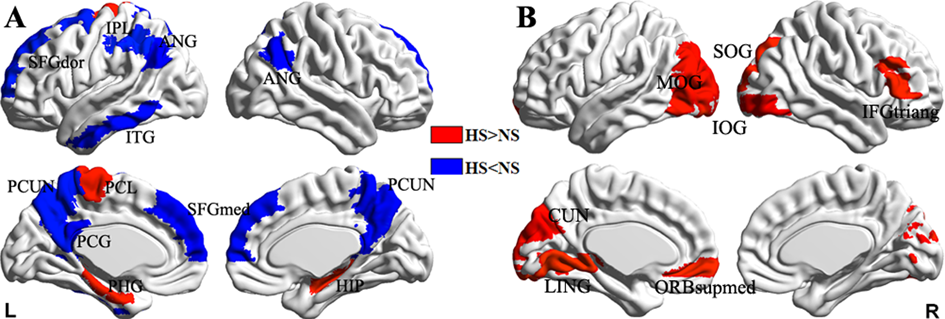 A
IPL
ANG
SFGdor
ITG
ANG
HS>NS
HS<NS
PCUN
PCL
SFGmed
PCG
PHG
PCUN
HIP
L
B
MOG
SOG
IOG
IFGtriang
CUN
LING
ORBsupmed
R